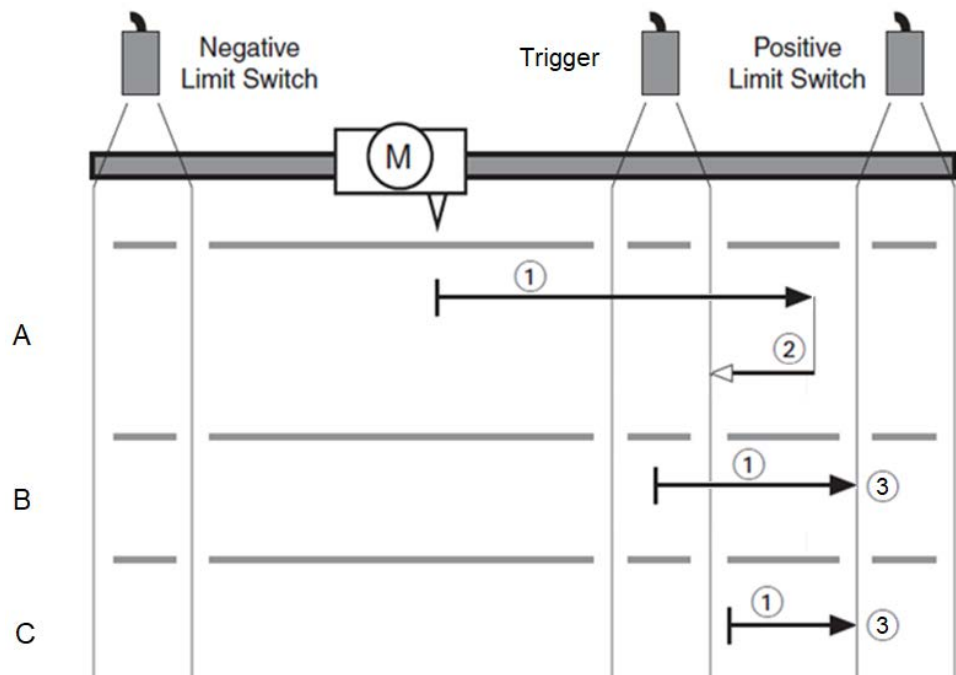 Negative
Limit Switch
Trigger
Positive
Limit Switch
M
1
A
2
B
1
3
C
1
3